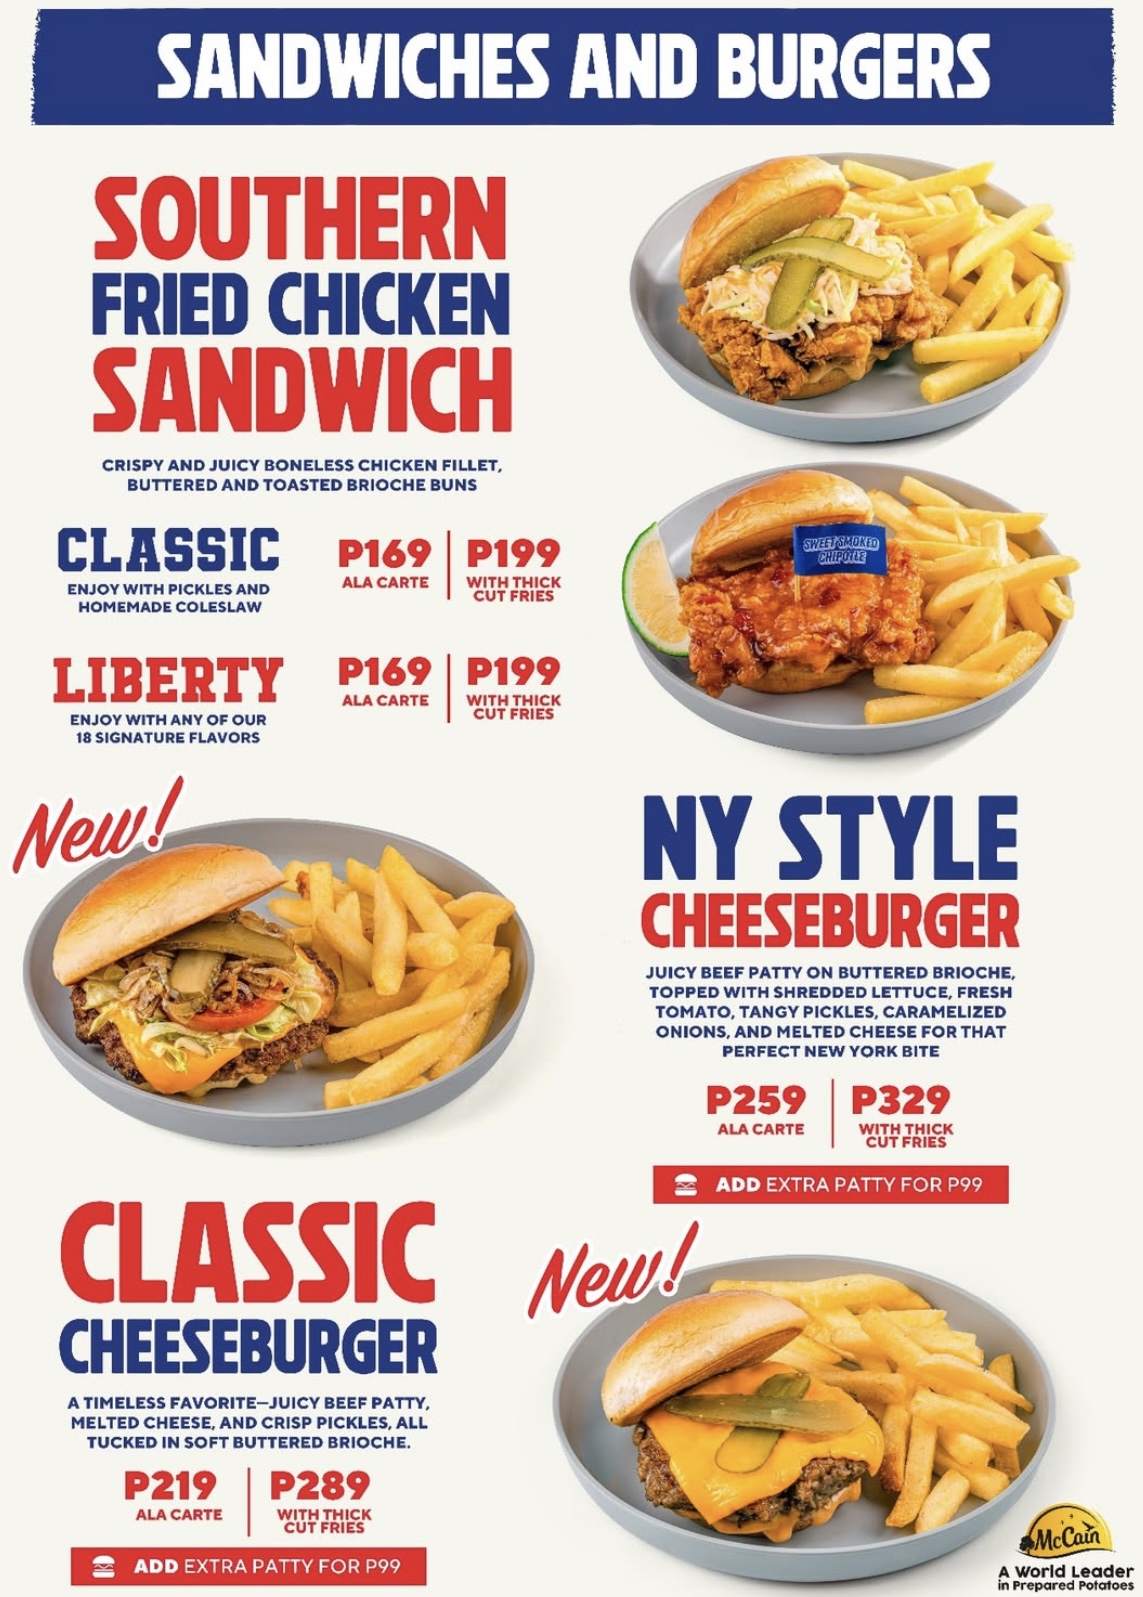 SANDWICHES AND BURGERS
SOUTHERN
FRIED CHICKEN
SANDWICH
CRISPY AND JUICY BONELESS CHICKEN FILLET,
BUTTERED AND TOASTED BRIOCHE BUNS
CLASSIC
ENJOY WITH PICKLES AND
HOMEMADE COLESLAW
P169
ALA CARTE
P199
WITH THICK
CUT FRIES
LIBERTY
ENJOY WITH ANY OF OUR
18 SIGNATURE FLAVORS
P169
ALA CARTE
P199
WITH THICK
CUT FRIES
SWEET SMOKED
CHIPOTLE
New!
NY STYLE
CHEESEBURGER
JUICY BEEF PATTY ON BUTTERED BRIOCHE,
TOPPED WITH SHREDDED LETTUCE, FRESH
TOMATO, TANGY PICKLES, CARAMELIZED
ONIONS, AND MELTED CHEESE FOR THAT
PERFECT NEW YORK BITE
P259
ALA CARTE
P329
WITH THICK
CUT FRIES
ADD EXTRA PATTY FOR P99
CLASSIC
CHEESEBURGER
A TIMELESS FAVORITE—JUICY BEEF PATTY,
MELTED CHEESE, AND CRISP PICKLES, ALL
TUCKED IN SOFT BUTTERED BRIOCHE.
P219
ALA CARTE
P289
WITH THICK
CUT FRIES
ADD EXTRA PATTY FOR P99
New!
McCain
A World Leader
in Prepared Potatoes